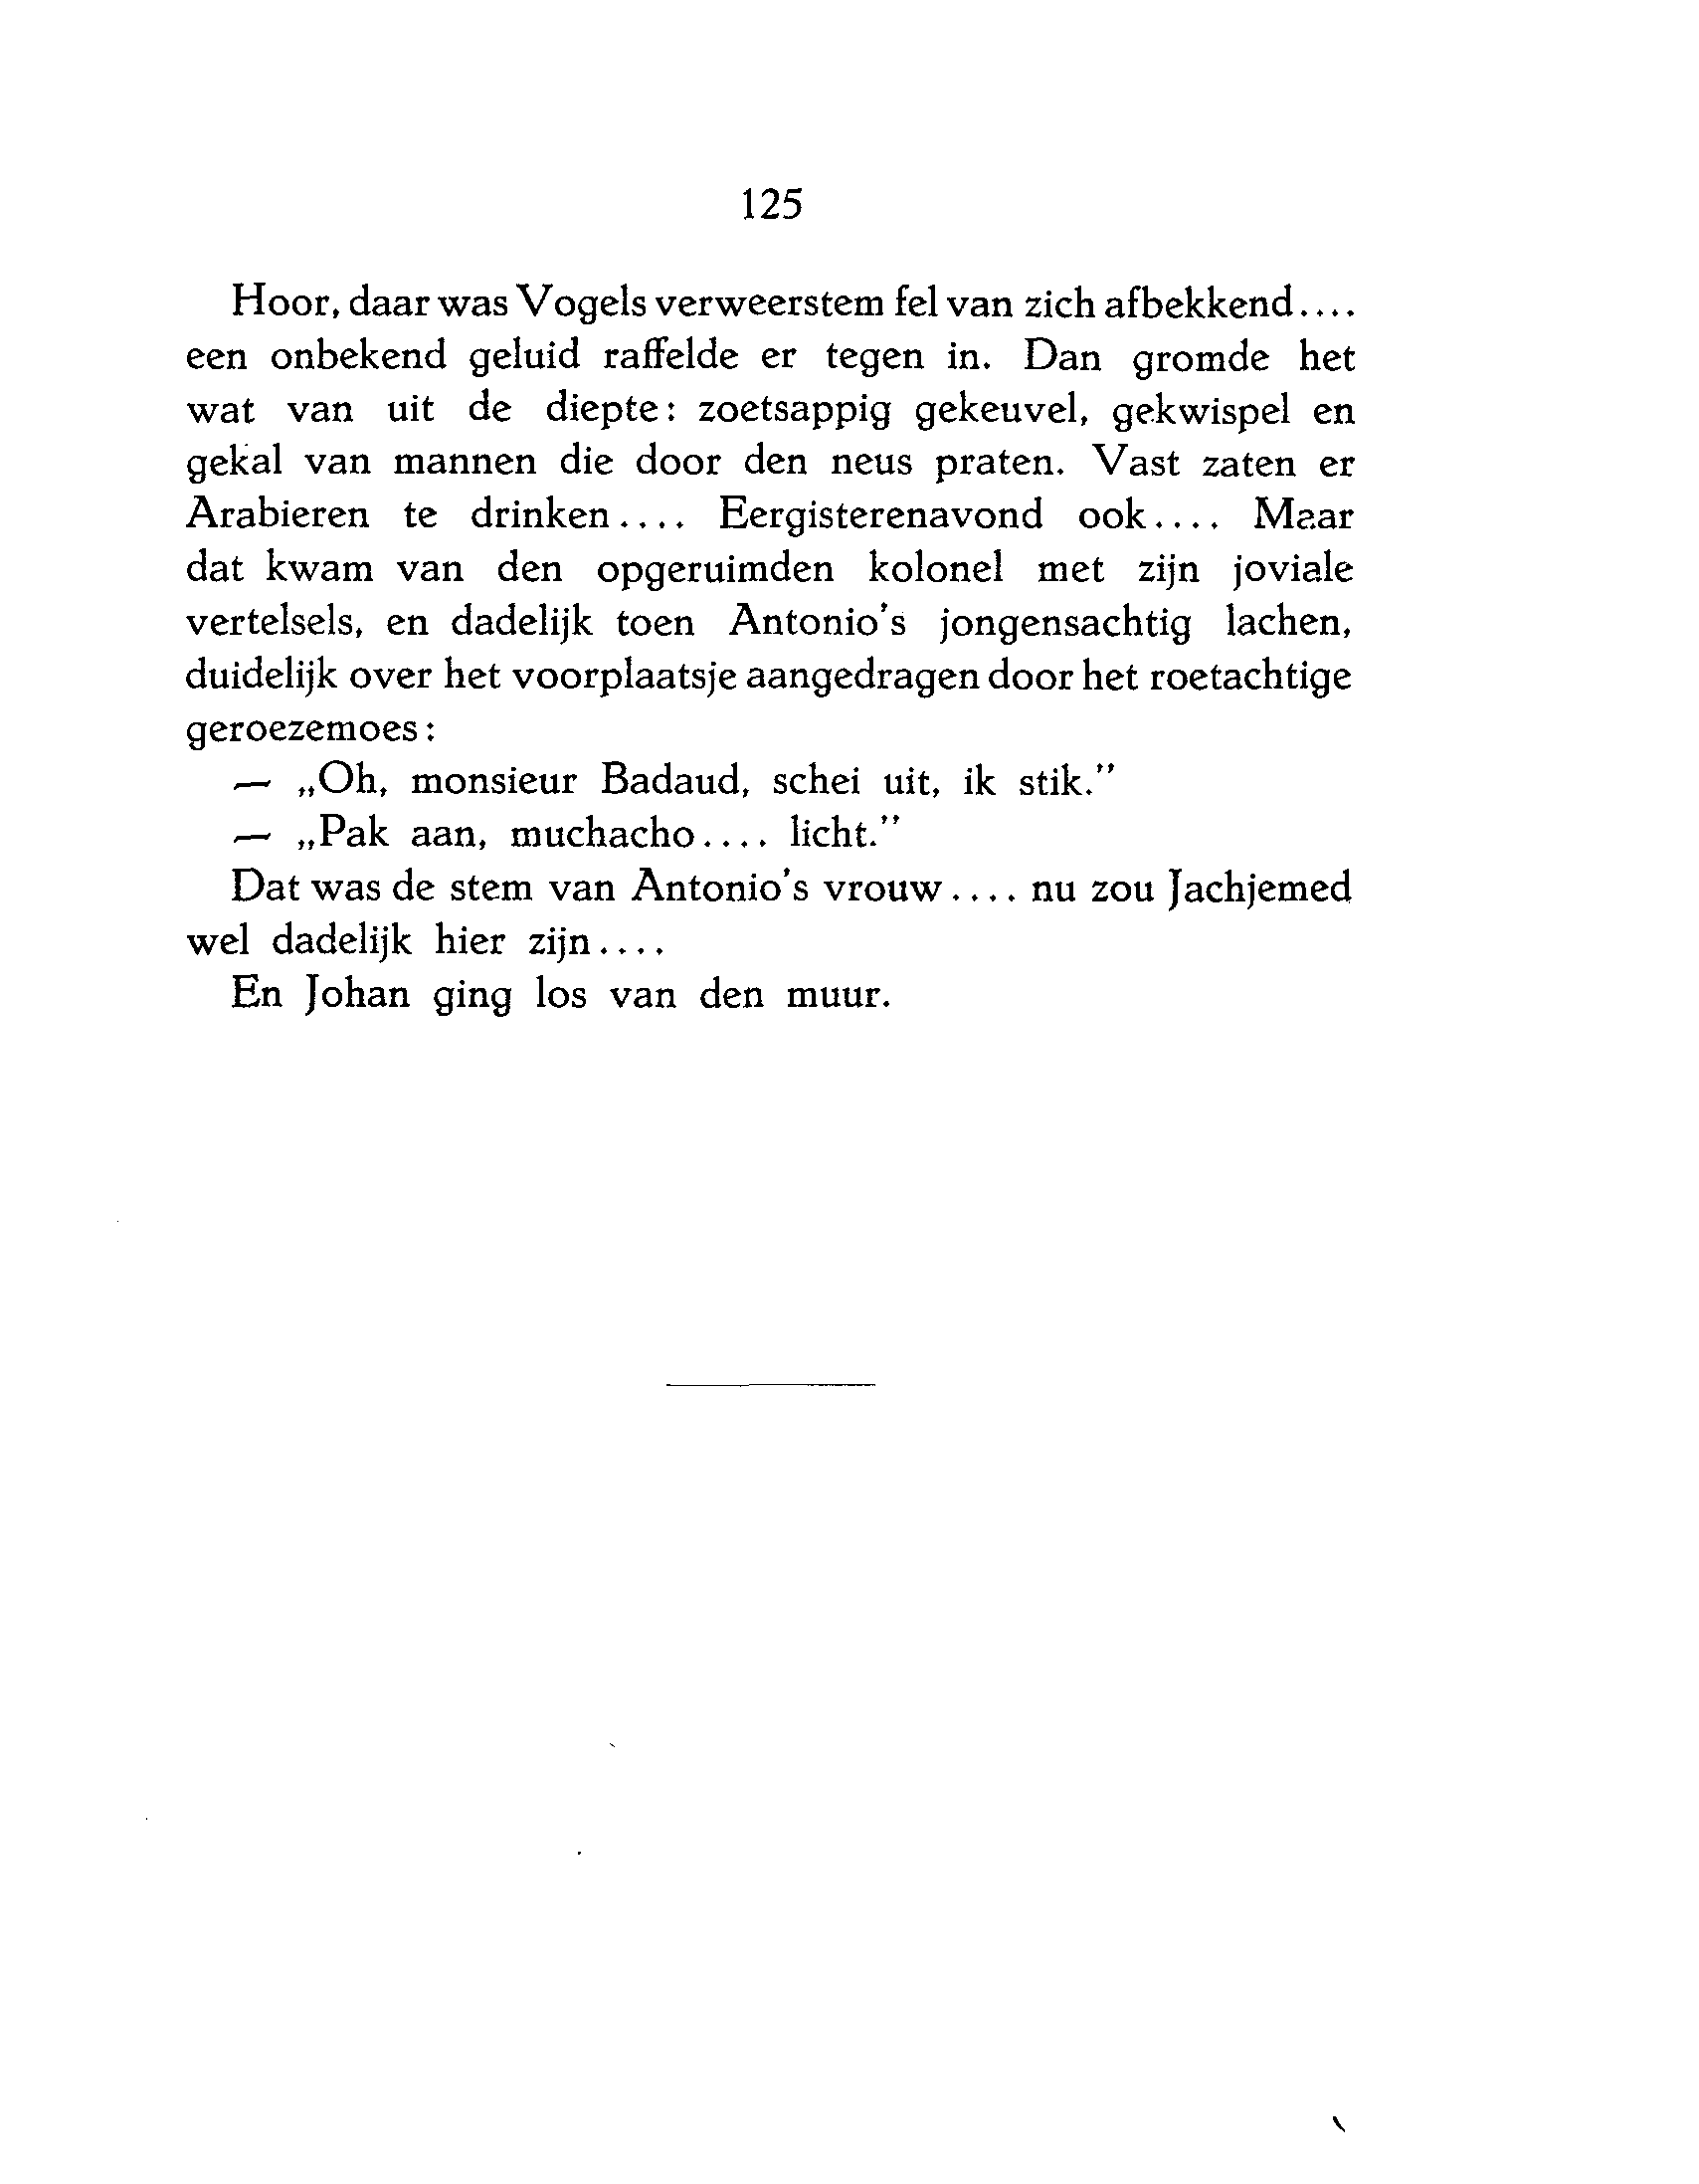 125
Hoor, daar was Vogels verweerstem fel van zich afbekkend....
een onbekend geluid raffelde er tegen in. Dan gromde het
wat van uit de diepte: zoetsappig gekeuvel, gekwispel en
gekal van mannen die door den neus praten. Vast zaten er
Arabieren te drinken.... Eergisterenavond ook.... Maar
dat kwam van den opgeruimden kolonel met zijn joviale
vertelsels, en dadelijk toen Antonio's jongensachtig lachen,
duidelijk over het voorplaatsje aangedragen door het roetachtige
geroezemoes:
— „Oh, monsieur Badaud, schei uit, ik stik."
— „Pak aan, muchacho.... licht."
Dat was de stem van Antonio's vrouw.... nu zou Jachjemed
wel dadelijk hier zijn....
En Johan ging los van den muur.